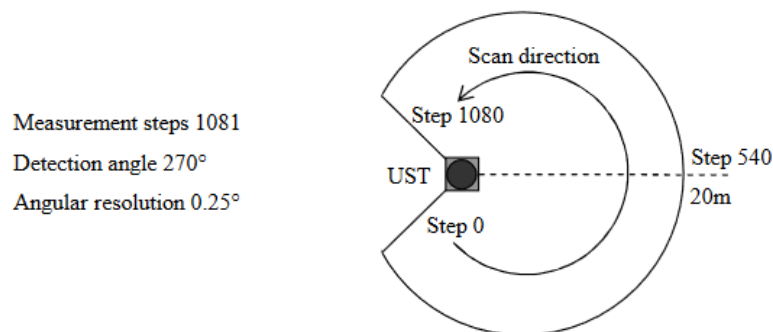 Measurement steps 1081
Detection angle 270°
Angular resolution 0.25°
Scan direction
Step 1080
UST
Step 540
20m
Step 0